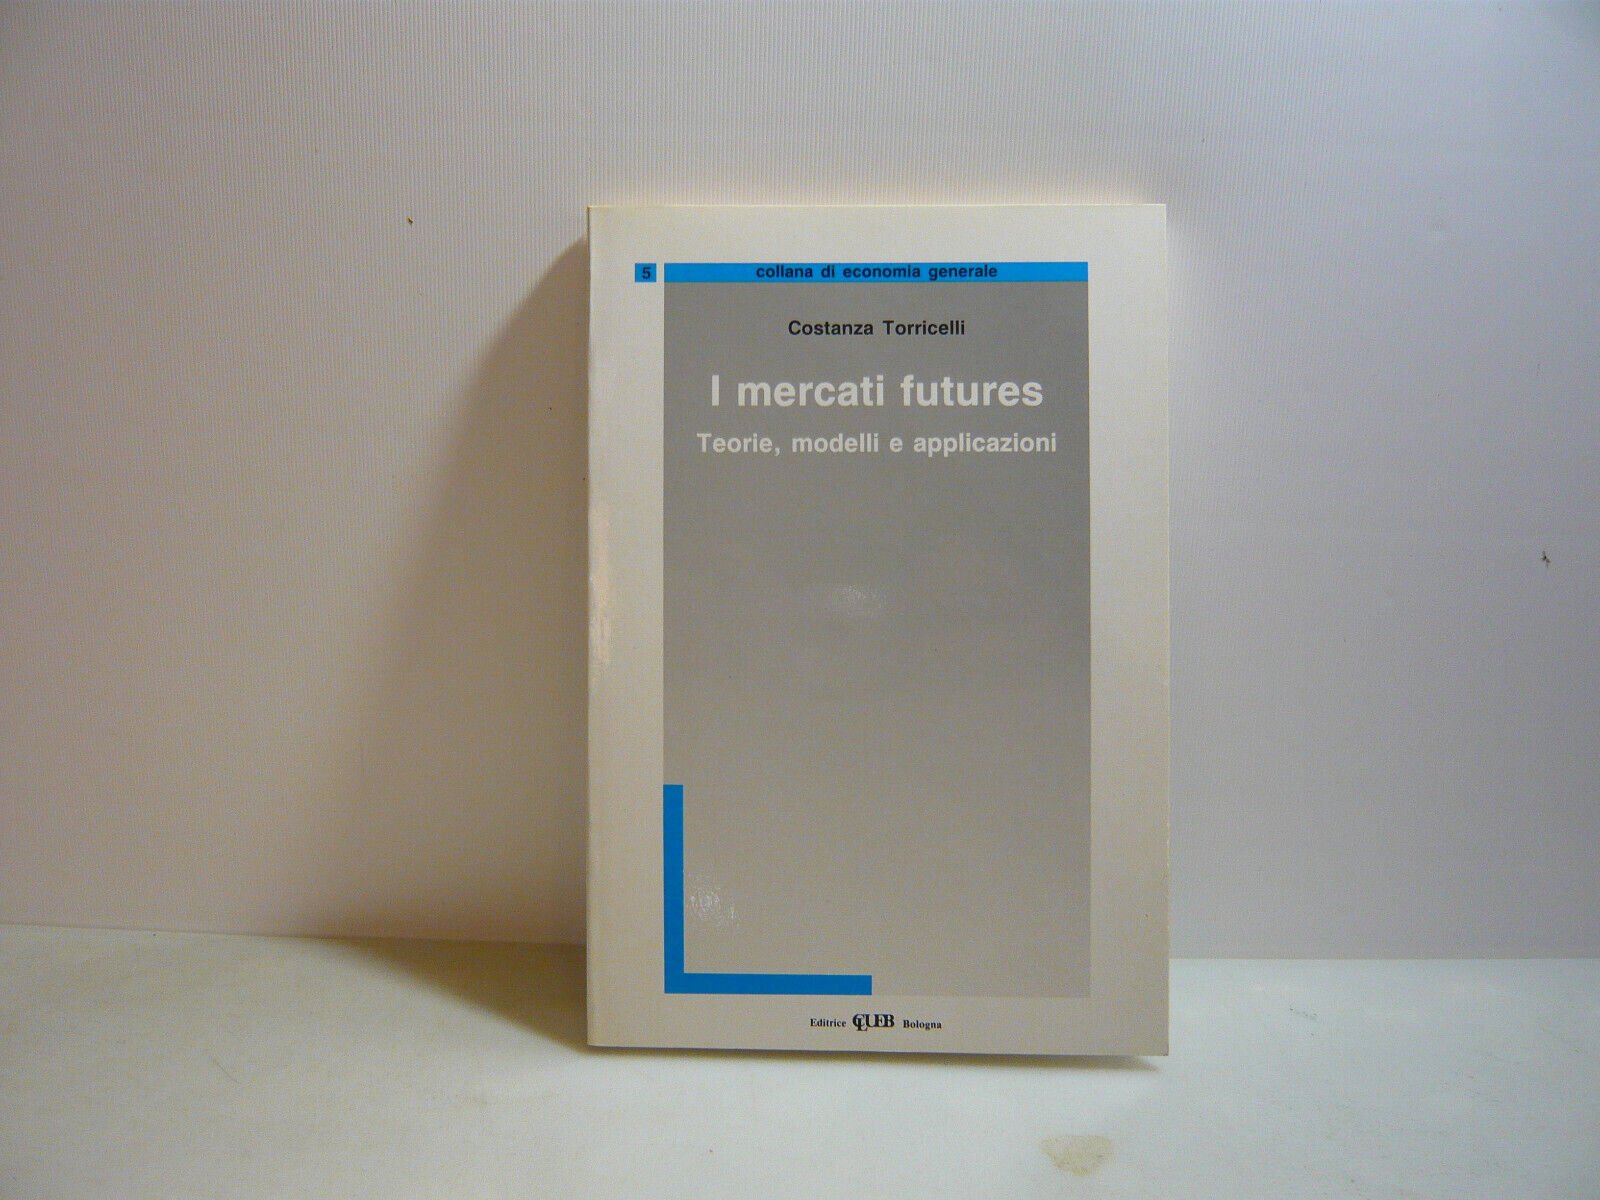 5 collana di economia generale
Costanza Torricelli
I mercati futures
Teorie, modelli e applicazioni
Editrice CLUEB Bologna